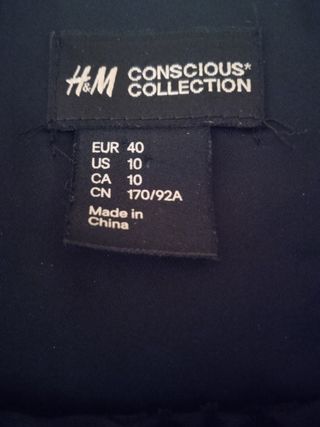 H&M CONSCIOUS*
COLLECTION
EUR 40
US 10
CA 10
CN 170/92A
Made in
China